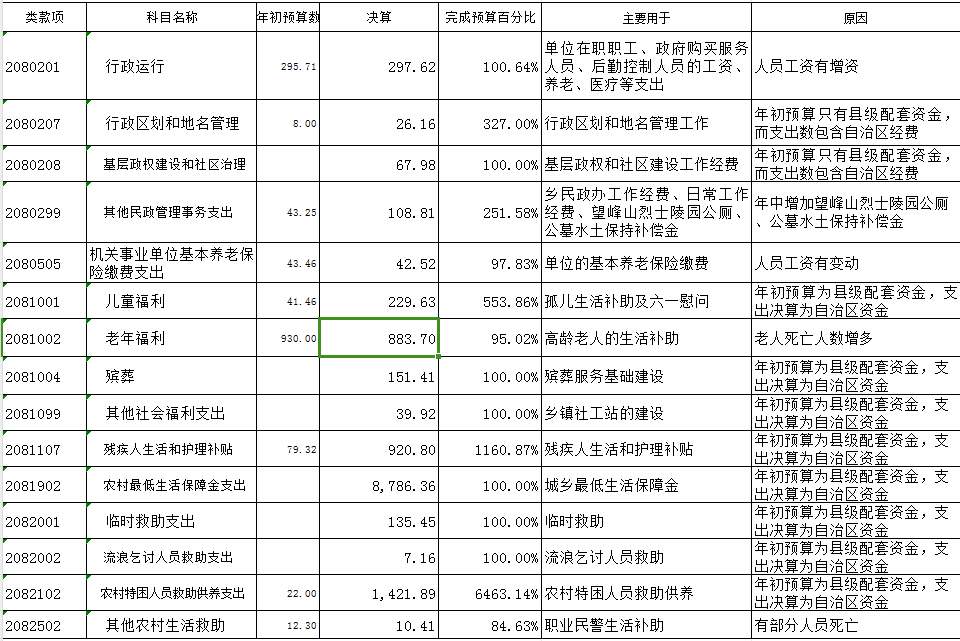 类款项 科目名称 年初预算数 决算 完成预算百分比 主要用于 原因
2080201 行政运行 295.71 297.62 100.64% 单位在职职工、政府购买服务
人员、后勤控制人员的工资、
养老、医疗等支出 人员工资有增资
2080207 行政区划和地名管理 8.00 26.16 327.00% 行政区划和地名管理工作 年初预算只有县级配套资金，
而支出数包含自治区经费
2080208 基层政权建设和社区治理 67.98 100.00% 基层政权和社区建设工作经费 年初预算只有县级配套资金，
而支出数包含自治区经费
2080299 其他民政管理事务支出 43.25 108.81 251.58% 乡民政办工作经费、日常工作
经费、望峰山烈士陵园公厕、
公墓水土保持补偿金 年中增加望峰山烈士陵园公厕
、公墓水土保持补偿金
2080505 机关事业单位基本养老保
险缴费支出 43.46 42.52 97.83% 单位的基本养老保险缴费 人员工资有变动
2081001 儿童福利 41.46 229.63 553.86% 孤儿生活补助及六一慰问 年初预算为县级配套资金，支
出决算为自治区资金
2081002 老年福利 930.00 883.70 95.02% 高龄老人的生活补助 老人死亡人数增多
2081004 殡葬 151.41 100.00% 殡葬服务基础建设 年初预算为县级配套资金，支
出决算为自治区资金
2081099 其他社会福利支出 39.92 100.00% 乡镇社工站的建设 年初预算为县级配套资金，支
出决算为自治区资金
2081107 残疾人生活和护理补贴 79.32 920.80 1160.87% 残疾人生活和护理补贴 年初预算为县级配套资金，支
出决算为自治区资金
2081902 农村最低生活保障金支出 8,786.36 100.00% 城乡最低生活保障金 年初预算为县级配套资金，支
出决算为自治区资金
2082001 临时救助支出 135.45 100.00% 临时救助 年初预算为县级配套资金，支
出决算为自治区资金
2082002 流浪乞讨人员救助支出 7.16 100.00% 流浪乞讨人员救助 年初预算为县级配套资金，支
出决算为自治区资金
2082102 农村特困人员救助供养支出 22.00 1,421.89 6463.14% 农村特困人员救助供养 年初预算为县级配套资金，支
出决算为自治区资金
2082502 其他农村生活救助 12.30 10.41 84.63% 职业民警生活补助 有部分人员死亡